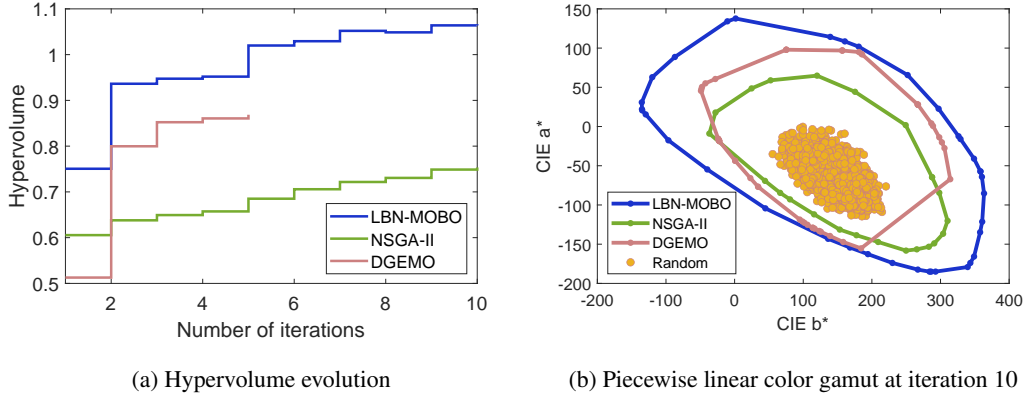 1.1
1
0.9
0.8
0.7
0.6
0.5
Hypervolume
2
4
6
8
10
Number of iterations
LBN-MOBO
NSGA-II
DGEMO
(a) Hypervolume evolution
150
100
50
0
-50
-100
-150
-200
CIE a*
-200
-100
0
100
200
300
400
CIE b*
LBN-MOBO
NSGA-II
DGEMO
Random
(b) Piecewise linear color gamut at iteration 10